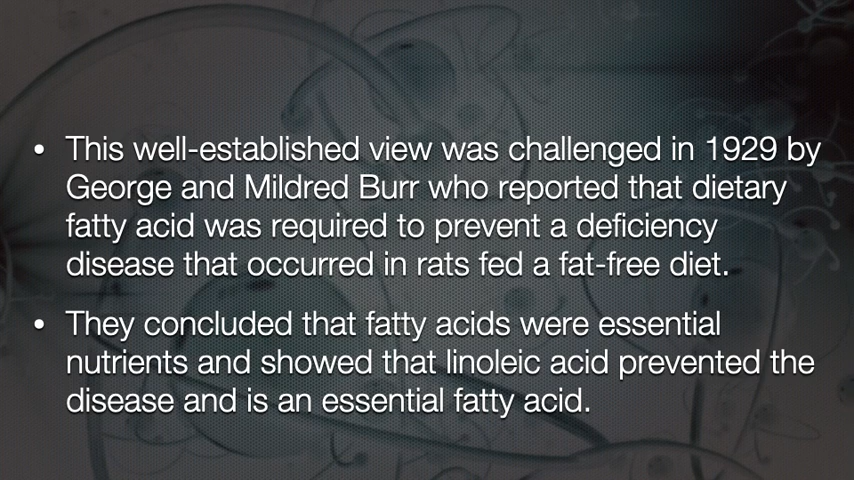 • This well-established view was challenged in 1929 by
George and Mildred Burr who reported that dietary
fatty acid was required to prevent a deficiency
disease that occurred in rats fed a fat-free diet.
• They concluded that fatty acids were essential
nutrients and showed that linoleic acid prevented the
disease and is an essential fatty acid.